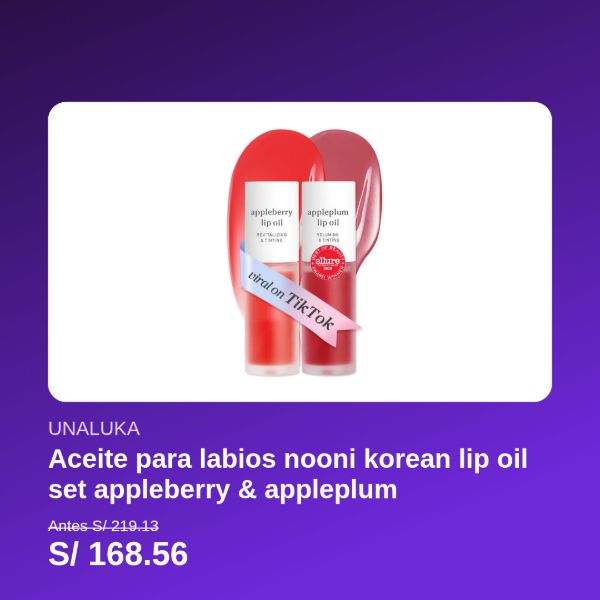 appleberry
lip oil
REVITALIZING
& TINTING
appleplum
lip oil
VOLUMING
& TINTING
allure
viral on TikTok
UNALUKA
Aceite para labios nooni korean lip oil
set appleberry & appleplum
Antes S/ 219.13
S/ 168.56